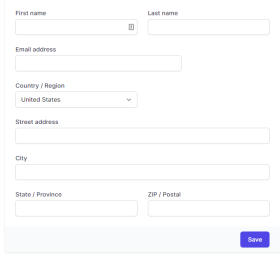 First name Last name
Email address
Country / Region
United States
Street address
City
State / Province ZIP / Postal
Save